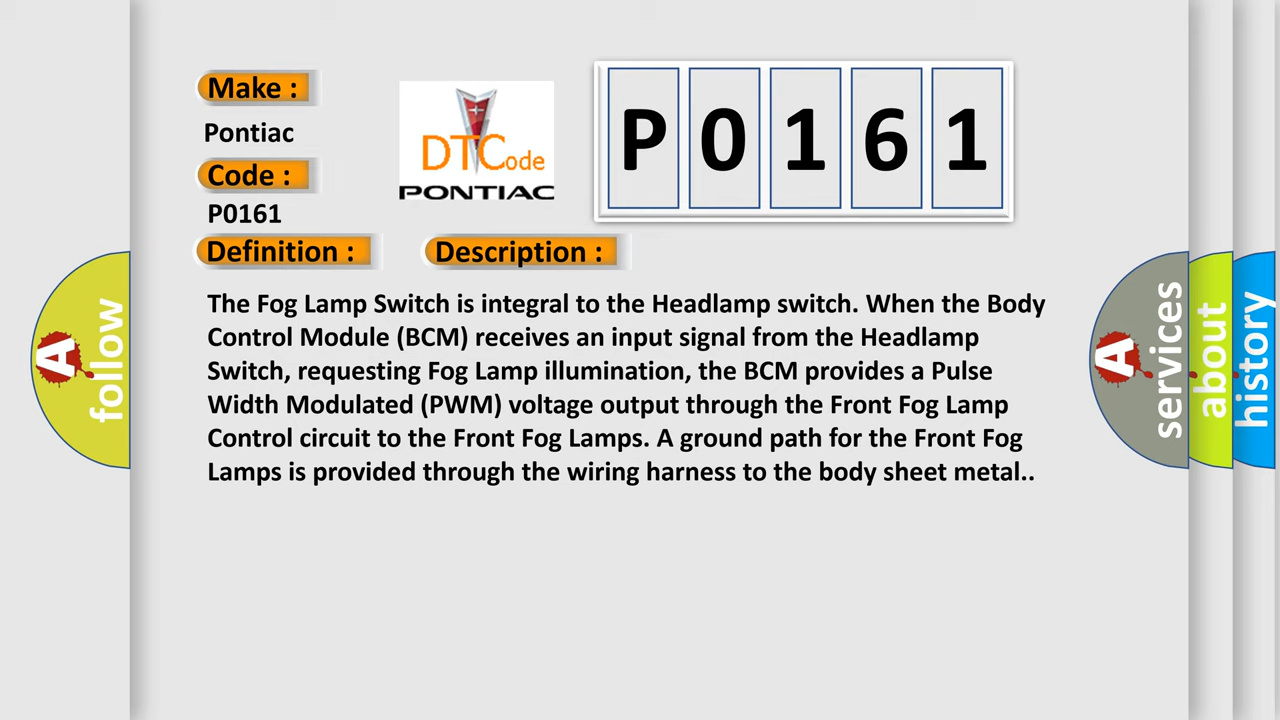 Make :
Pontiac
Code :
P0161
Definition :
Description :
DTCode
PONTIAC
P0161
The Fog Lamp Switch is integral to the Headlamp switch. When the Body
Control Module (BCM) receives an input signal from the Headlamp
Switch, requesting Fog Lamp illumination, the BCM provides a Pulse
Width Modulated (PWM) voltage output through the Front Fog Lamp
Control circuit to the Front Fog Lamps. A ground path for the Front Fog
Lamps is provided through the wiring harness to the body sheet metal..
A follow
A services
about
history